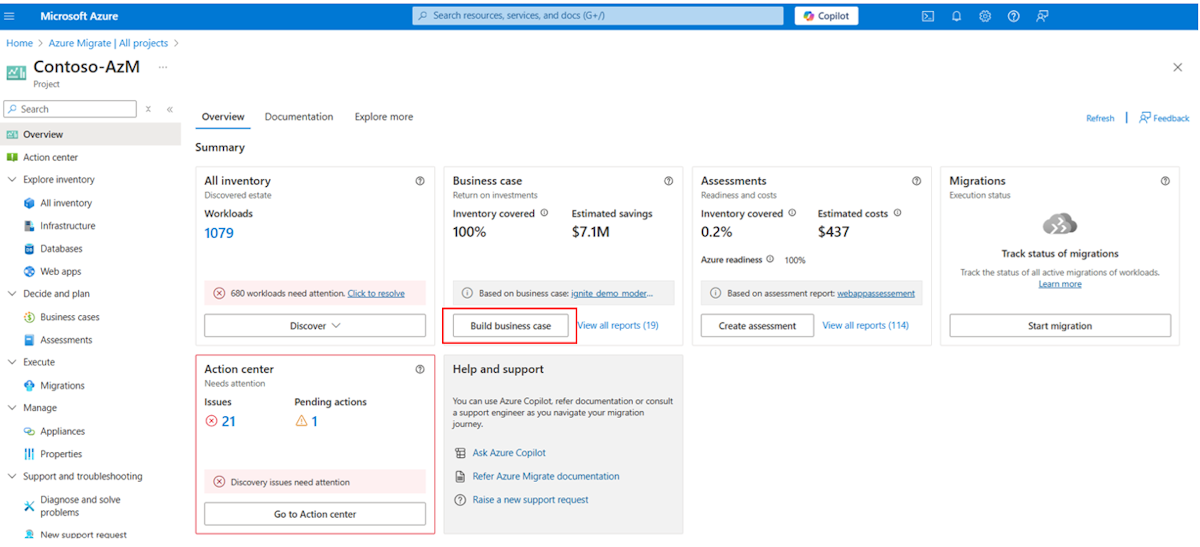 Microsoft Azure
Search resources, services, and docs (G+/)
Copilot
Home > Azure Migrate | All projects >
Contoso-AzM ...
Project
Search
Overview
Action center
Explore inventory
All inventory
Infrastructure
Databases
Web apps
Decide and plan
Business cases
Assessments
Execute
Migrations
Manage
Appliances
Properties
Support and troubleshooting
Diagnose and solve
problems
New support request
Overview Documentation Explore more
Refresh
Feedback
Summary
All inventory
Discovered estate
Workloads
1079
680 workloads need attention. Click to resolve
Discover
Business case
Return on investments
Inventory covered Estimated savings
100% $7.1M
Based on business case: ignite_demo_moder...
Build business case View all reports (19)
Assessments
Readiness and costs
Inventory covered Estimated costs
0.2% $437
Azure readiness 100%
Based on assessment report: webappassessement
Create assessment View all reports (114)
Migrations
Execution status
Track status of migrations
Track the status of all active migrations of workloads.
Learn more
Start migration
Action center
Needs attention
Issues Pending actions
21 1
Discovery issues need attention
Go to Action center
Help and support
You can use Azure Copilot, refer documentation or consult
a support engineer as you navigate your migration
journey.
Ask Azure Copilot
Refer Azure Migrate documentation
Raise a new support request